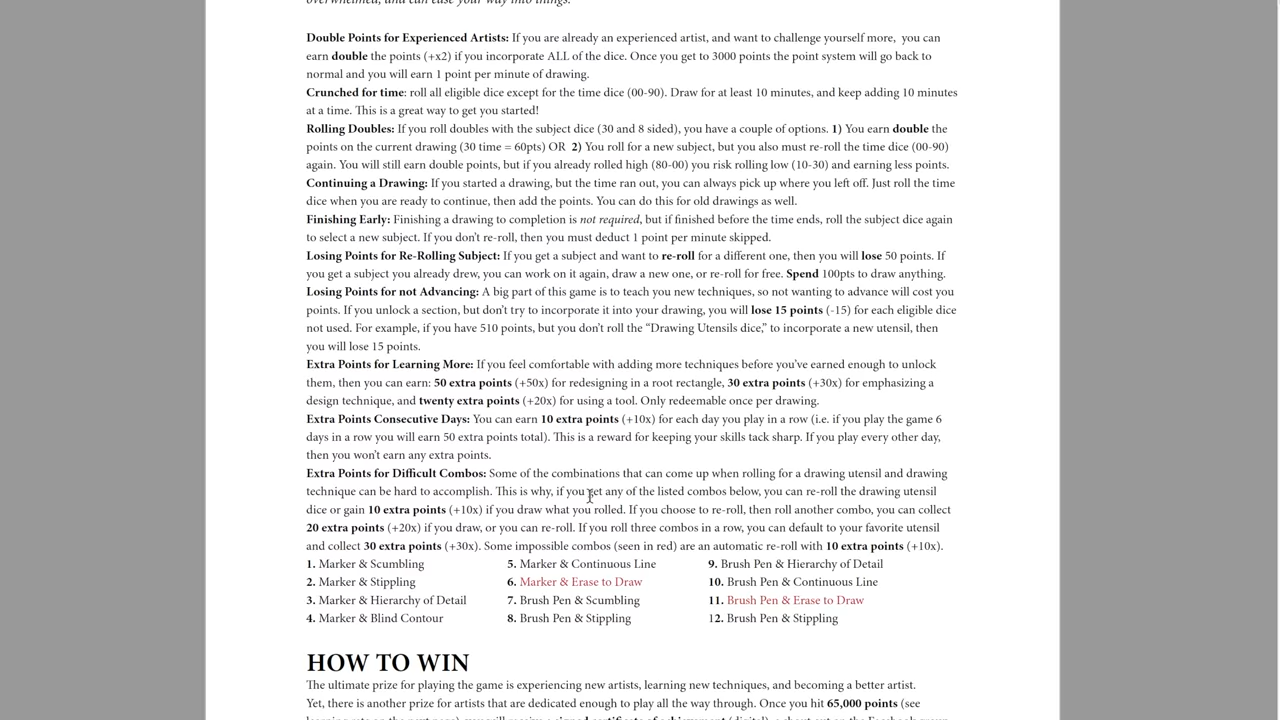 overwhelmed, and can ease your way into things.
Double Points for Experienced Artists: If you are already an experienced artist, and want to challenge yourself more,  you can
earn double the points (+x2) if you incorporate ALL of the dice. Once you get to 3000 points the point system will go back to
normal and you will earn 1 point per minute of drawing.
Crunched for time: roll all eligible dice except for the time dice (00-90). Draw for at least 10 minutes, and keep adding 10 minutes
at a time. This is a great way to get you started!
Rolling Doubles: If you roll doubles with the subject dice (30 and 8 sided), you have a couple of options. 1) You earn double the
points on the current drawing (30 time = 60pts) OR  2) You roll for a new subject, but you also must re-roll the time dice (00-90)
again. You will still earn double points, but if you already rolled high (80-00) you risk rolling low (10-30) and earning less points.
Continuing a Drawing: If you started a drawing, but the time ran out, you can always pick up where you left off. Just roll the time
dice when you are ready to continue, then add the points. You can do this for old drawings as well.
Finishing Early: Finishing a drawing to completion is not required, but if finished before the time ends, roll the subject dice again
to select a new subject. If you don't re-roll, then you must deduct 1 point per minute skipped.
Losing Points for Re-Rolling Subject: If you get a subject and want to re-roll for a different one, then you will lose 50 points. If
you get a subject you already drew, you can work on it again, draw a new one, or re-roll for free. Spend 100pts to draw anything.
Losing Points for not Advancing: A big part of this game is to teach you new techniques, so not wanting to advance will cost you
points. If you unlock a section, but don't try to incorporate it into your drawing, you will lose 15 points (-15) for each eligible dice
not used. For example, if you have 510 points, but you don't roll the “Drawing Utensils dice,” to incorporate a new utensil, then
you will lose 15 points.
Extra Points for Learning More: If you feel comfortable with adding more techniques before you've earned enough to unlock
them, then you can earn: 50 extra points (+50x) for redesigning in a root rectangle, 30 extra points (+30x) for emphasizing a
design technique, and twenty extra points (+20x) for using a tool. Only redeemable once per drawing.
Extra Points Consecutive Days: You can earn 10 extra points (+10x) for each day you play in a row (i.e. if you play the game 6
days in a row you will earn 50 extra points total). This is a reward for keeping your skills tack sharp. If you play every other day,
then you won't earn any extra points.
Extra Points for Difficult Combos: Some of the combinations that can come up when rolling for a drawing utensil and drawing
technique can be hard to accomplish. This is why, if you get any of the listed combos below, you can re-roll the drawing utensil
dice or gain 10 extra points (+10x) if you draw what you rolled. If you choose to re-roll, then roll another combo, you can collect
20 extra points (+20x) if you draw, or you can re-roll. If you roll three combos in a row, you can default to your favorite utensil
and collect 30 extra points (+30x). Some impossible combos (seen in red) are an automatic re-roll with 10 extra points (+10x).
1. Marker & Scumbling 5. Marker & Continuous Line 9. Brush Pen & Hierarchy of Detail
2. Marker & Stippling 6. Marker & Erase to Draw 10. Brush Pen & Continuous Line
3. Marker & Hierarchy of Detail 7. Brush Pen & Scumbling 11. Brush Pen & Erase to Draw
4. Marker & Blind Contour 8. Brush Pen & Stippling 12. Brush Pen & Stippling
HOW TO WIN
The ultimate prize for playing the game is experiencing new artists, learning new techniques, and becoming a better artist.
Yet, there is another prize for artists that are dedicated enough to play all the way through. Once you hit 65,000 points (see